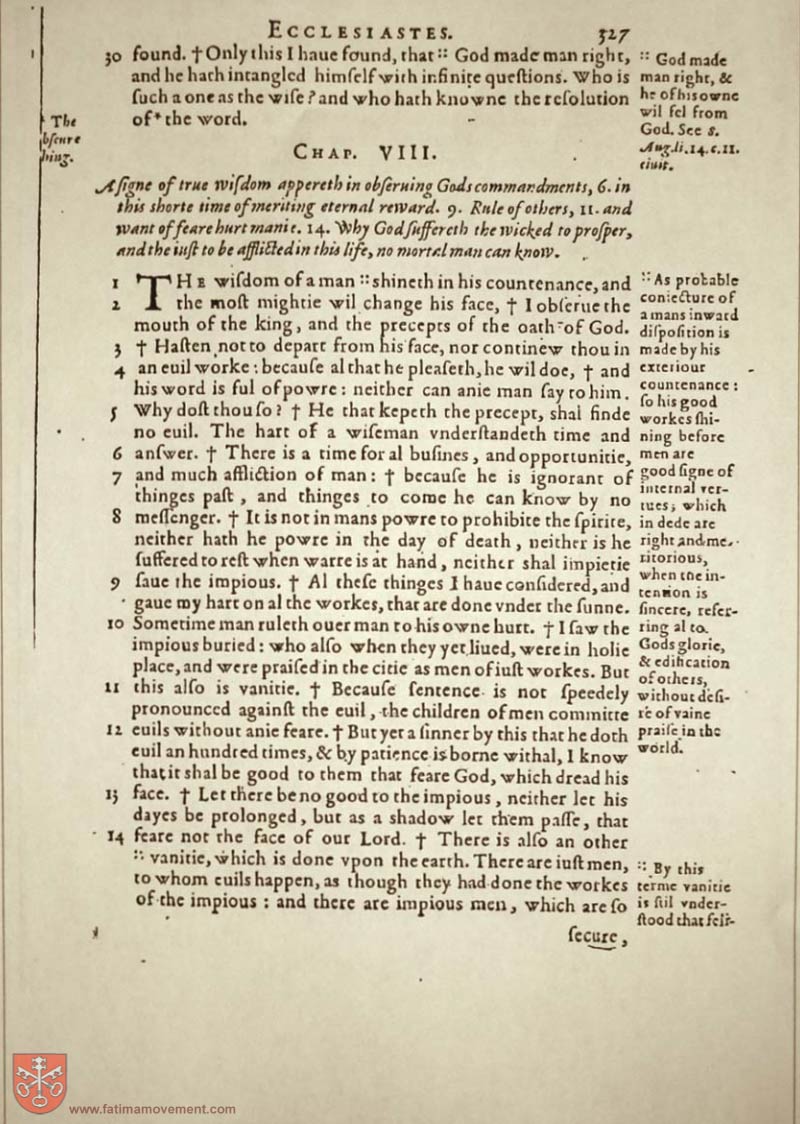 ECCLESIASTES. 327
30 found. † Only this I haue found, that :: God made man right,
and he hath intangled himſelf with infinite queſtions. Who is
ſuch a one as the wiſe? and who hath knowne the reſolution
of * the word.
:: God made
man right, &
he of his owne
wil fel from
God. See s.
Aug. li. 14. c. 11.
ciuit.
* The
obſcure
thing.
CHAP. VIII.
A ſigne of true wiſdom appereth in obſeruing Gods commandments, 6. in
this shorte time of meriting eternal reward. 9. Rule of others, 11. and
want of feare hurt manie. 14. Why God ſuffereth the wicked to proſper,
and the iuſt to be afflicted in this life, no mortal man can know.
1 THE wiſdom of a man :: shineth in his countenance, and
2 the moſt mightie wil change his face, † I obſerue the
mouth of the king, and the precepts of the oath of God.
3 † Haſten not to depart from his face, nor continew thou in
4 an euil worke: becauſe al that he pleaſeth, he wil doe, † and
his word is ful of powre: neither can anie man ſay to him.
5 Why doſt thou ſo? † He that kepeth the precept, shal finde
no euil. The hart of a wiſeman vnderſtandeth time and
6 anſwer. † There is a time for al buſines, and opportunitie,
7 and much affliction of man: † becauſe he is ignorant of
thinges paſt, and thinges to come he can know by no
8 meſſenger. † It is not in mans powre to prohibite the ſpirite,
neither hath he powre in the day of death, neither is he
ſuffered to reſt when warre is at hand, neither shal impietie
9 ſaue the impious. † Al theſe thinges I haue conſidered, and
gaue my hart on al the workes, that are done vnder the ſunne.
10 Sometime man ruleth ouer man to his owne hurt. † I ſaw the
impious buried: who alſo when they yet liued, were in holie
place, and were praiſed in the citie as men of iuſt workes. But
11 this alſo is vanitie. † Becauſe ſentence is not ſpeedely
pronounced againſt the euil, the children of men committe
12 euils without anie feare. † But yet a ſinner by this that he doth
euil an hundred times, & by patience is borne withal, I know
that it shal be good to them that feare God, which dread his
13 face. † Let there be no good to the impious, neither let his
dayes be prolonged, but as a shadow let them paſſe, that
14 feare not the face of our Lord. † There is alſo an other
:: vanitie, which is done vpon the earth. There are iuſt men,
to whom euils happen, as though they had done the workes
of the impious: and there are impious men, which are ſo
ſecure,
:: As probable
coniecture of
a mans inward
diſpoſition is
made by his
exteriour
countenance:
ſo his good
workes ſhi-
ning before
men are
good ſigne of
internal ver-
tues; which
in dede are
right and me-
ritorious,
when the in-
tention is
ſincere, refer-
ring al to
Gods glorie,
& edification
of others,
without deſi-
re of vaine
praiſe in the
world.
:: By this
terme vanitie
is ſtil vnder-
ſtood that feli-
www.fatimamovement.com